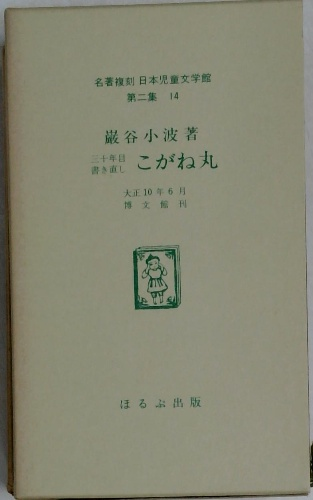 名著複刻 日本児童文学館
第二集 14
巌谷小波著
三十年目
書き直し こがね丸
大正10年6月
博文館刊
ほるぷ出版